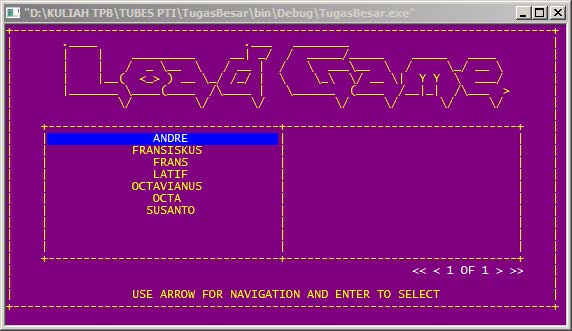 "D:\KULIAH TPB\TUBES PTI\TugasBesar\bin\Debug\TugasBesar.exe"
Load Game
ANDRE
FRANSISKUS
FRANS
LATIF
OCTAVIANUS
OCTA
SUSANTO
<< < 1 OF 1 > >>
USE ARROW FOR NAVIGATION AND ENTER TO SELECT